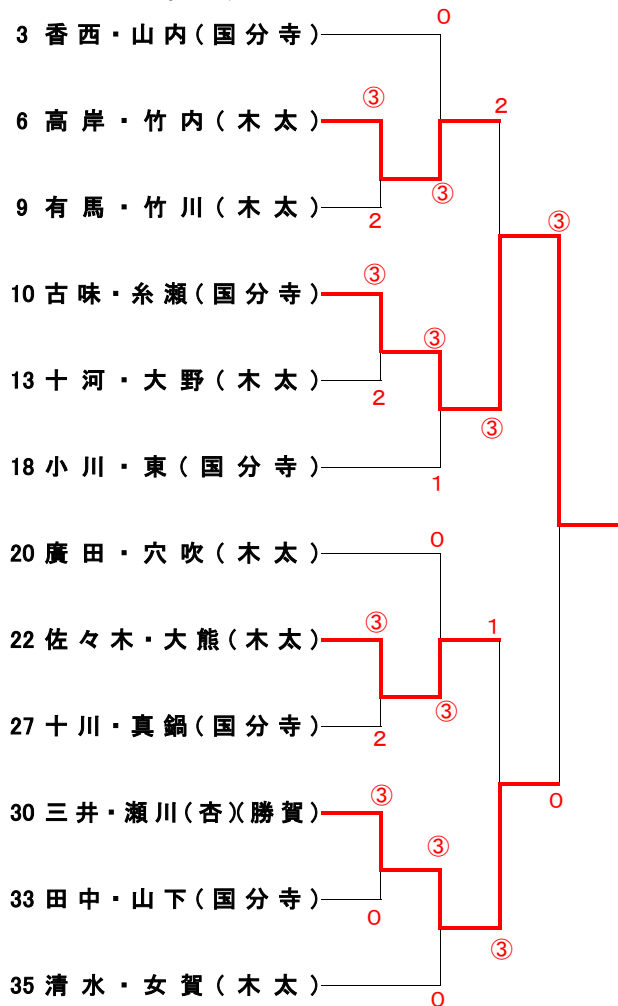 0
3 香西・山内(国分寺)
③
2
6 高岸・竹内(木太)
③
9 有馬・竹川(木太)
2
③
③
10 古味・糸瀬(国分寺)
③
13 十河・大野(木太)
2
③
18 小川・東(国分寺)
1
0
20 廣田・穴吹(木太)
③
1
22 佐々木・大熊(木太)
③
27 十川・真鍋(国分寺)
2
③
0
30 三井・瀬川(杏)(勝賀)
③
33 田中・山下(国分寺)
0
③
35 清水・女賀(木太)
0